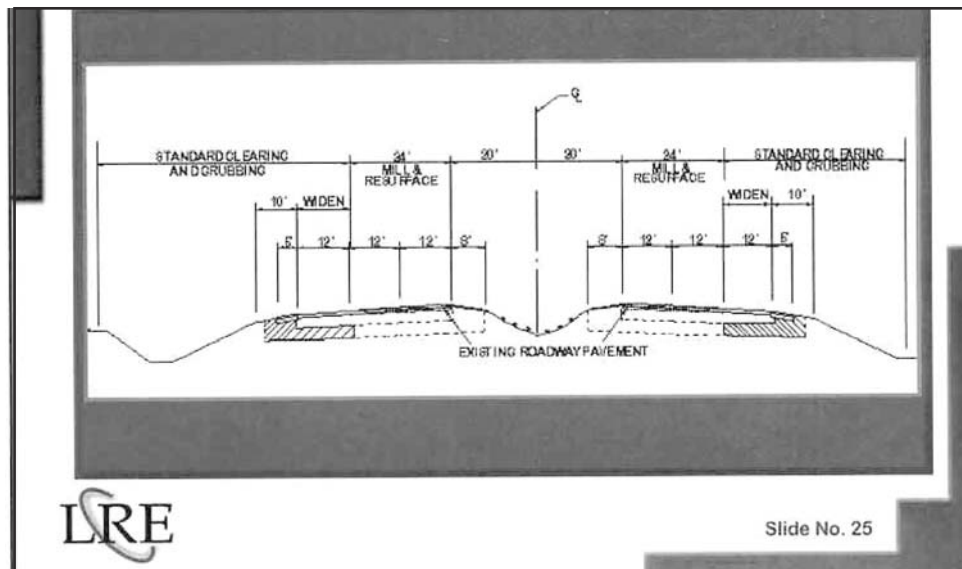 ℄
STANDARD CLEARING
AND GRUBBING
24'
MILL &
RESURFACE
20'
20'
24'
MILL &
RESURFACE
STANDARD CLEARING
AND GRUBBING
10'
WIDEN
WIDEN
10'
5'
12'
12'
12'
8'
8'
12'
12'
12'
5'
EXISTING ROADWAY PAVEMENT
LRE
Slide No. 25